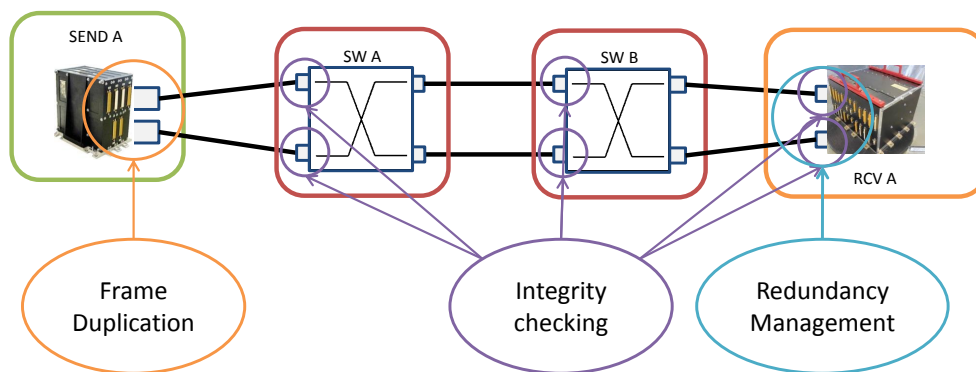 SEND A
SW A
SW B
RCV A
Frame
Duplication
Integrity
checking
Redundancy
Management